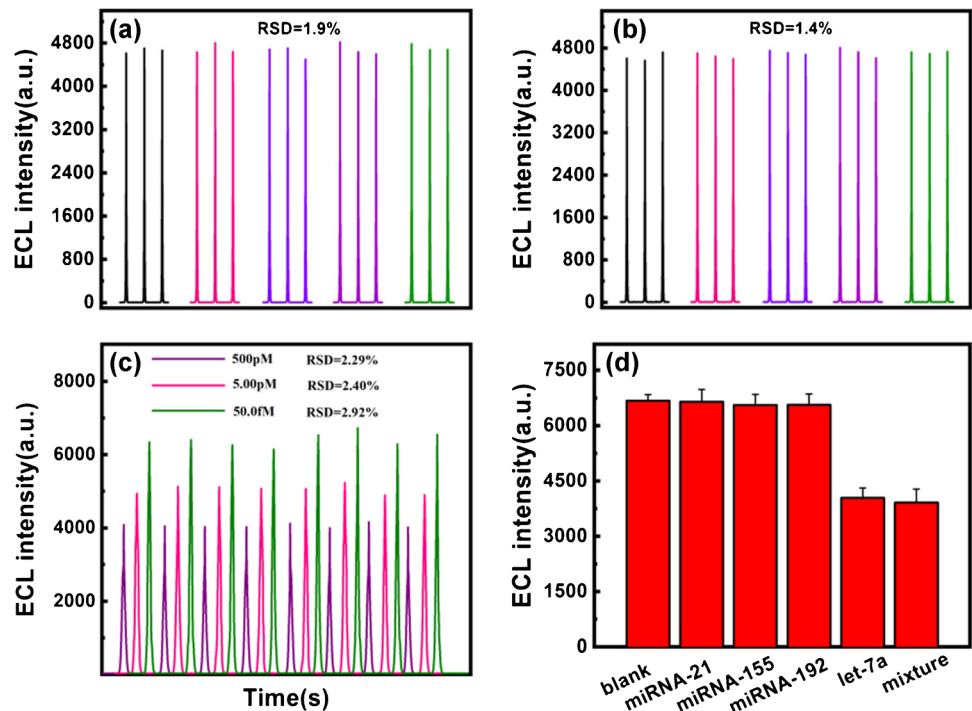 (a)
RSD=1.9%
ECL intensity(a.u.)
4800
4000
3200
2400
1600
800
0
(b)
RSD=1.4%
ECL intensity(a.u.)
4800
4000
3200
2400
1600
800
0
(c)
500pM RSD=2.29%
5.00pM RSD=2.40%
50.0fM RSD=2.92%
ECL intensity(a.u.)
8000
6000
4000
2000
Time(s)
(d)
ECL intensity(a.u.)
7500
6000
4500
3000
1500
0
blank
miRNA-21
miRNA-155
miRNA-192
let-7a
mixture